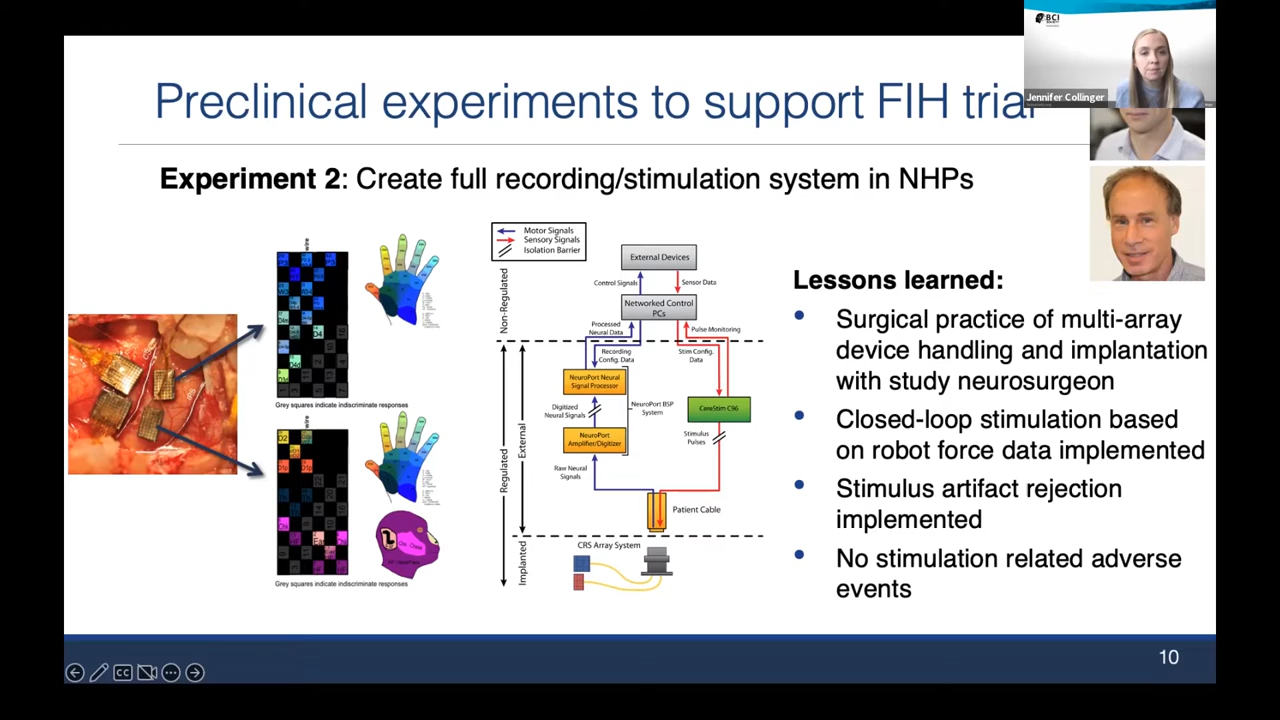 BCI
SOCIETY
Jennifer Collinger
Preclinical experiments to support FIH trial
Experiment 2: Create full recording/stimulation system in NHPs
wire
Grey squares indicate indiscriminate responses
wire
Grey squares indicate indiscriminate responses
Motor Signals
Sensory Signals
Isolation Barrier
External Devices
Control Signals
Sensor Data
Networked Control
PCs
Processed
Neural Data
Pulse Monitoring
Recording
Config. Data
Stim Config.
Data
NeuroPort Neural
Signal Processor
NeuroPort BSP
System
CereStim C96
Digitized
Neural Signals
NeuroPort
Amplifier/Digitizer
Stimulus
Pulses
Raw Neural
Signals
Patient Cable
CRS Array System
Non-Regulated
Regulated
External
Implanted
Lessons learned:
• Surgical practice of multi-array
device handling and implantation
with study neurosurgeon
• Closed-loop stimulation based
on robot force data implemented
• Stimulus artifact rejection
implemented
• No stimulation related adverse
events
CC
10